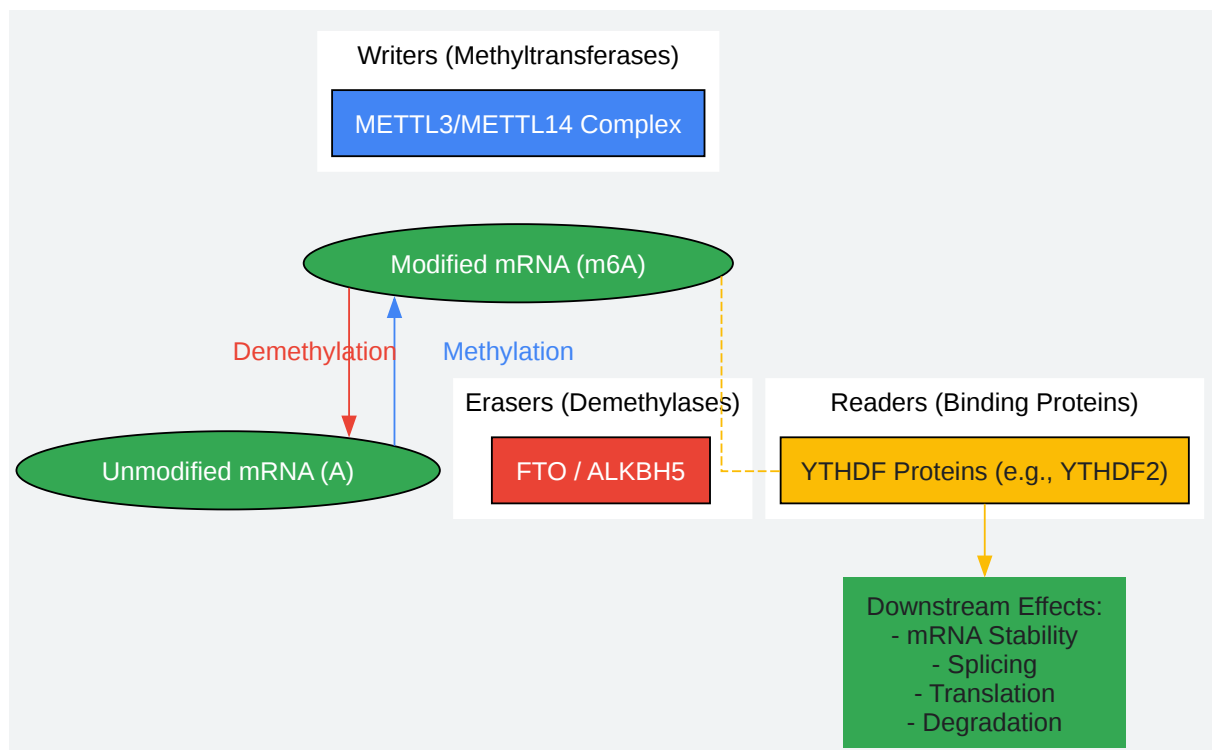 Writers (Methyltransferases)
METTL3/METTL14 Complex
Modified mRNA (m6A)
Demethylation
Methylation
Erasers (Demethylases)
Readers (Binding Proteins)
Unmodified mRNA (A)
FTO / ALKBH5
YTHDF Proteins (e.g., YTHDF2)
Downstream Effects:
- mRNA Stability
- Splicing
- Translation
- Degradation